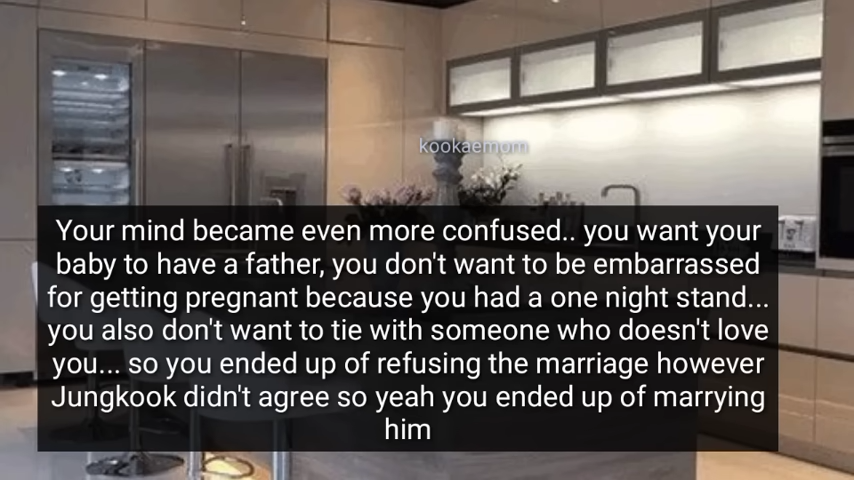 kookaemom
Your mind became even more confused.. you want your
baby to have a father, you don't want to be embarrassed
for getting pregnant because you had a one night stand...
you also don't want to tie with someone who doesn't love
you... so you ended up of refusing the marriage however
Jungkook didn't agree so yeah you ended up of marrying
him